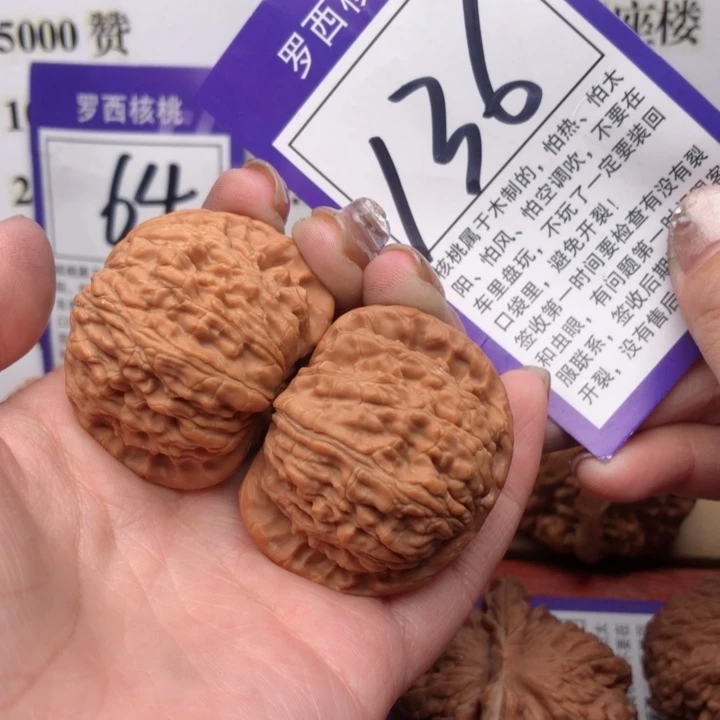 5000 赞
座楼
罗西核桃
64
罗西核
136
核桃属于木制的，怕热、怕太
阳、怕风、怕空调吹，不要在
车里盘玩，不玩了一定要装回
口袋里，避免开裂！
签收第一时间要检查有没有裂
和虫眼，有问题第一
服联系，签收后期
开裂，没有售后